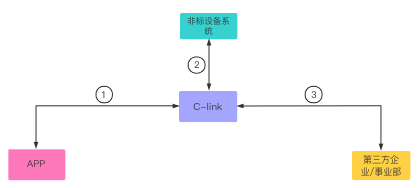 非标设备系
统
②
①
C-link
③
APP
第三方企
业/事业部